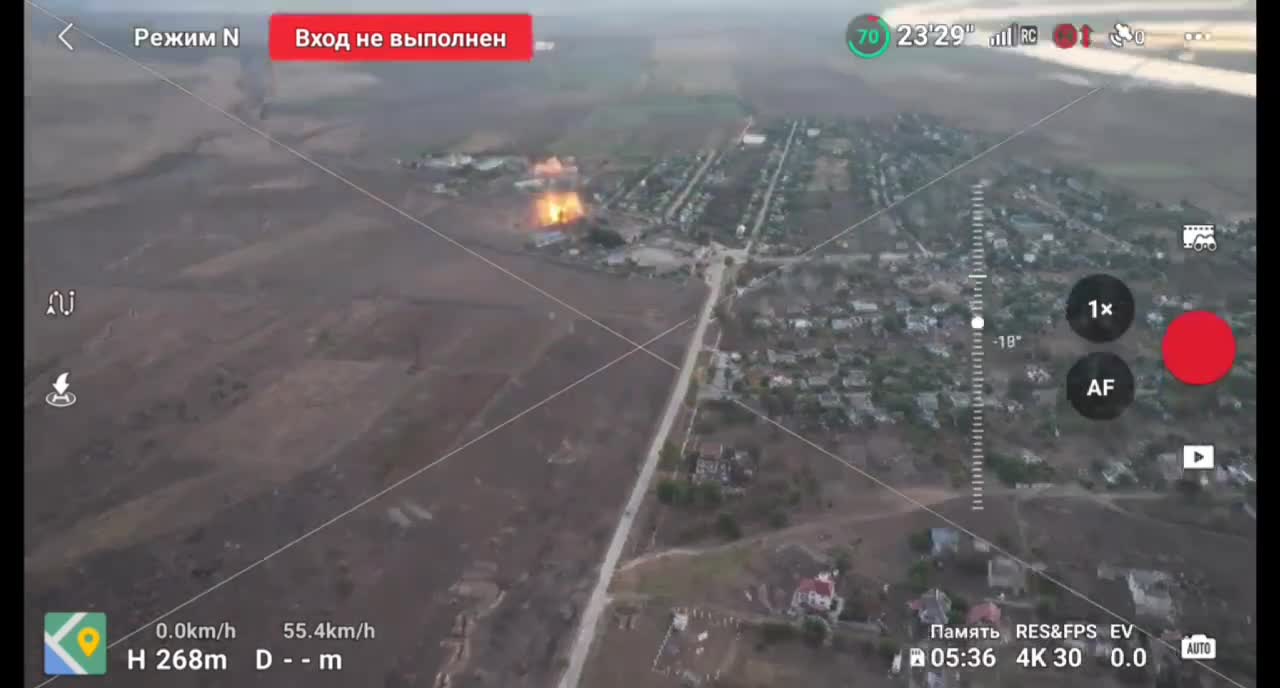 Режим N
Вход не выполнен
70
23'29"
RC
0
1×
-18°
AF
0.0km/h 55.4km/h
H 268m D - - m
Память RES&FPS EV
05:36 4K 30 0.0
AUTO